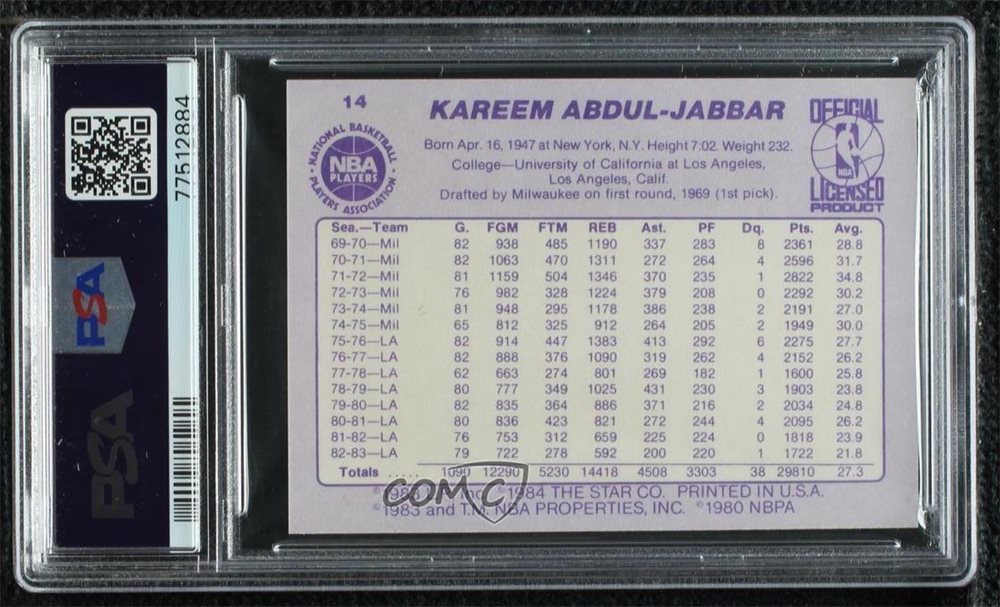 14
KAREEM ABDUL-JABBAR
NATIONAL BASKETBALL
NBA
PLAYERS
PLAYERS ASSOCIATION
Born Apr. 16, 1947 at New York, N.Y. Height 7:02. Weight 232.
College—University of California at Los Angeles,
Los Angeles, Calif.
Drafted by Milwaukee on first round, 1969 (1st pick).
OFFICIAL
NBA
LICENSED
PRODUCT
Sea.—Team G. FGM FTM REB Ast. PF Dq. Pts. Avg.
69-70—Mil 82 938 485 1190 337 283 8 2361 28.8
70-71—Mil 82 1063 470 1311 272 264 4 2596 31.7
71-72—Mil 81 1159 504 1346 370 235 1 2822 34.8
72-73—Mil 76 982 328 1224 379 208 0 2292 30.2
73-74—Mil 81 948 295 1178 386 238 2 2191 27.0
74-75—Mil 65 812 325 912 264 205 2 1949 30.0
75-76—LA 82 914 447 1383 413 292 6 2275 27.7
76-77—LA 82 888 376 1090 319 262 4 2152 26.2
77-78—LA 62 663 274 801 269 182 1 1600 25.8
78-79—LA 80 777 349 1025 431 230 3 1903 23.8
79-80—LA 82 835 364 886 371 216 2 2034 24.8
80-81—LA 80 836 423 821 272 244 4 2095 26.2
81-82—LA 76 753 312 659 225 224 0 1818 23.9
82-83—LA 79 722 278 592 200 220 1 1722 21.8
Totals ..... 1090 12290 5230 14418 4508 3303 38 29810 27.3
1984 THE STAR CO. PRINTED IN U.S.A.
©1983 and T.M. NBA PROPERTIES, INC. ©1980 NBPA
COMC
77512884
PSA
PSA